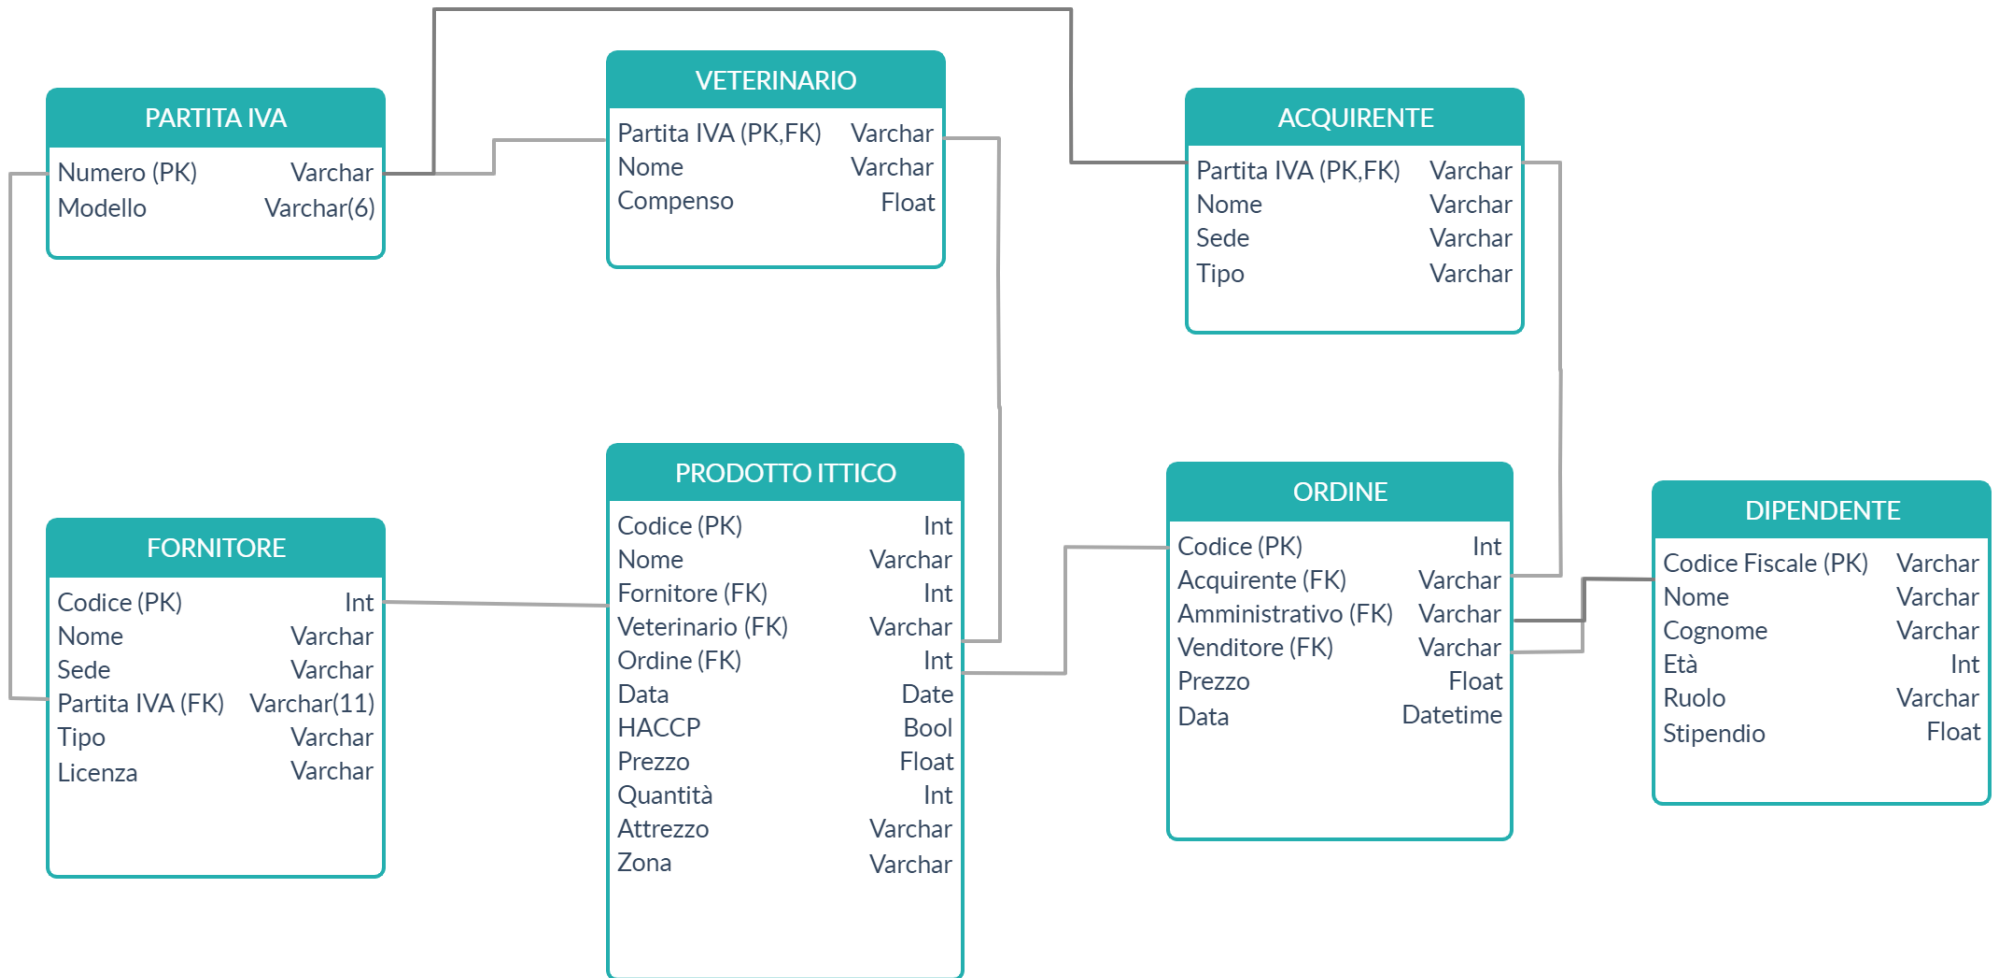 PARTITA IVA
Numero (PK) Varchar
Modello Varchar(6)
VETERINARIO
Partita IVA (PK,FK) Varchar
Nome Varchar
Compenso Float
ACQUIRENTE
Partita IVA (PK,FK) Varchar
Nome Varchar
Sede Varchar
Tipo Varchar
FORNITORE
Codice (PK) Int
Nome Varchar
Sede Varchar
Partita IVA (FK) Varchar(11)
Tipo Varchar
Licenza Varchar
PRODOTTO ITTICO
Codice (PK) Int
Nome Varchar
Fornitore (FK) Int
Veterinario (FK) Varchar
Ordine (FK) Int
Data Date
HACCP Bool
Prezzo Float
Quantità Int
Attrezzo Varchar
Zona Varchar
ORDINE
Codice (PK) Int
Acquirente (FK) Varchar
Amministrativo (FK) Varchar
Venditore (FK) Varchar
Prezzo Float
Data Datetime
DIPENDENTE
Codice Fiscale (PK) Varchar
Nome Varchar
Cognome Varchar
Età Int
Ruolo Varchar
Stipendio Float